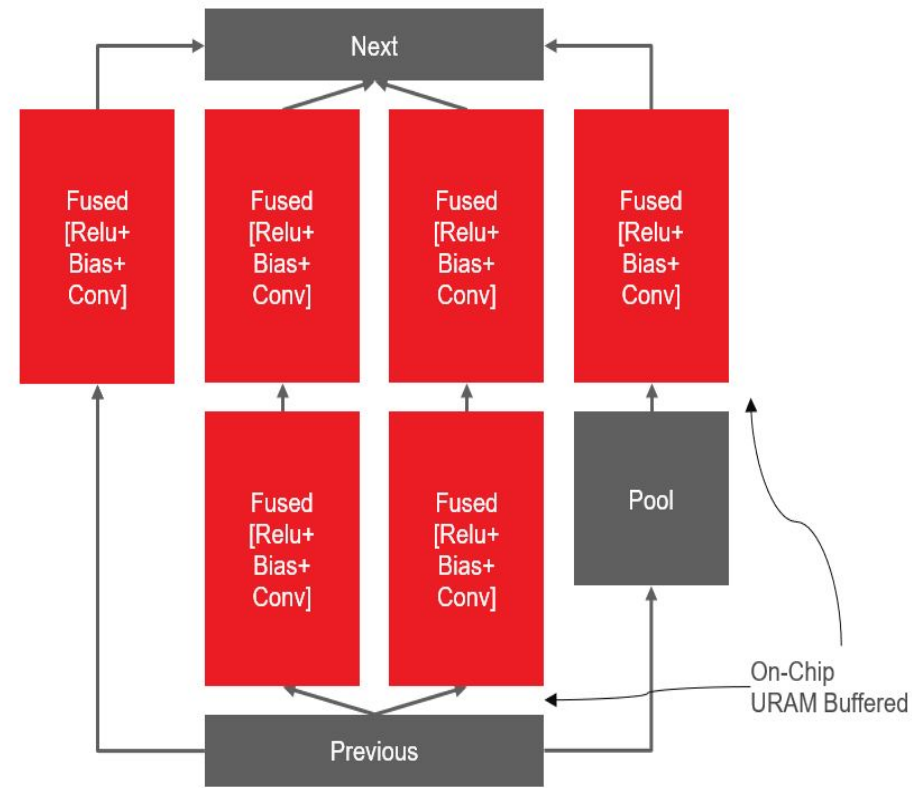 Next
Fused
[Relu+
Bias+
Conv]
Fused
[Relu+
Bias+
Conv]
Fused
[Relu+
Bias+
Conv]
Fused
[Relu+
Bias+
Conv]
Fused
[Relu+
Bias+
Conv]
Fused
[Relu+
Bias+
Conv]
Pool
On-Chip
URAM Buffered
Previous